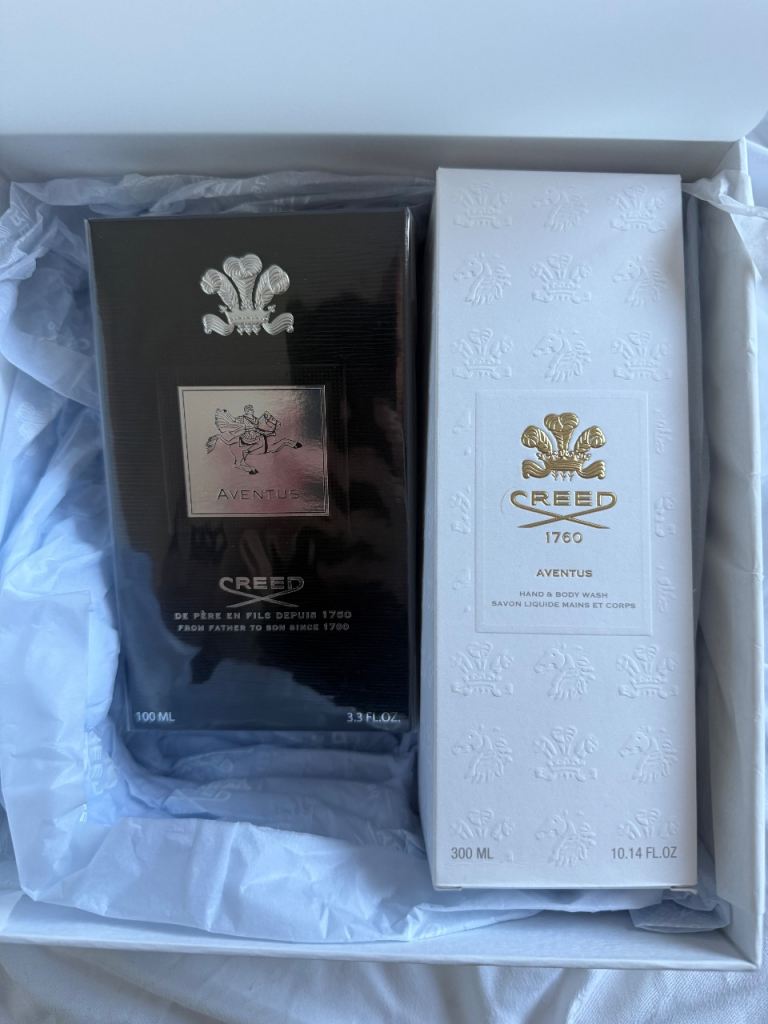 AVENTUS
CREED
DE PÈRE EN FILS DEPUIS 1760
FROM FATHER TO SON SINCE 1760
100 ML
3.3 FL.OZ.
CREED
1760
AVENTUS
HAND & BODY WASH
SAVON LIQUIDE MAINS ET CORPS
300 ML
10.14 FL.OZ